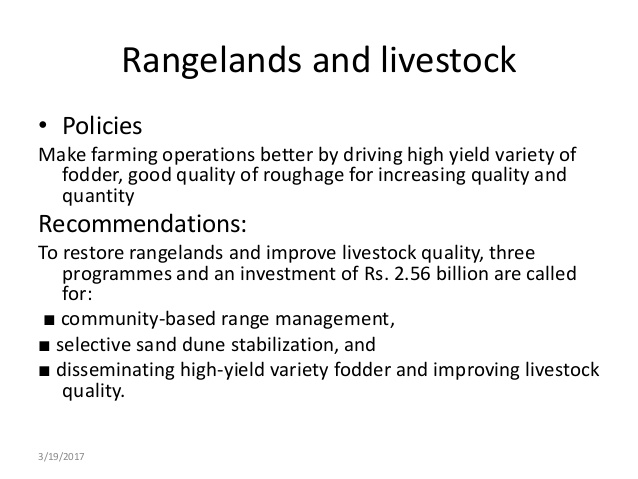 Rangelands and livestock
• Policies
Make farming operations better by driving high yield variety of
fodder, good quality of roughage for increasing quality and
quantity
Recommendations:
To restore rangelands and improve livestock quality, three
programmes and an investment of Rs. 2.56 billion are called
for:
■ community-based range management,
■ selective sand dune stabilization, and
■ disseminating high-yield variety fodder and improving livestock
quality.
3/19/2017